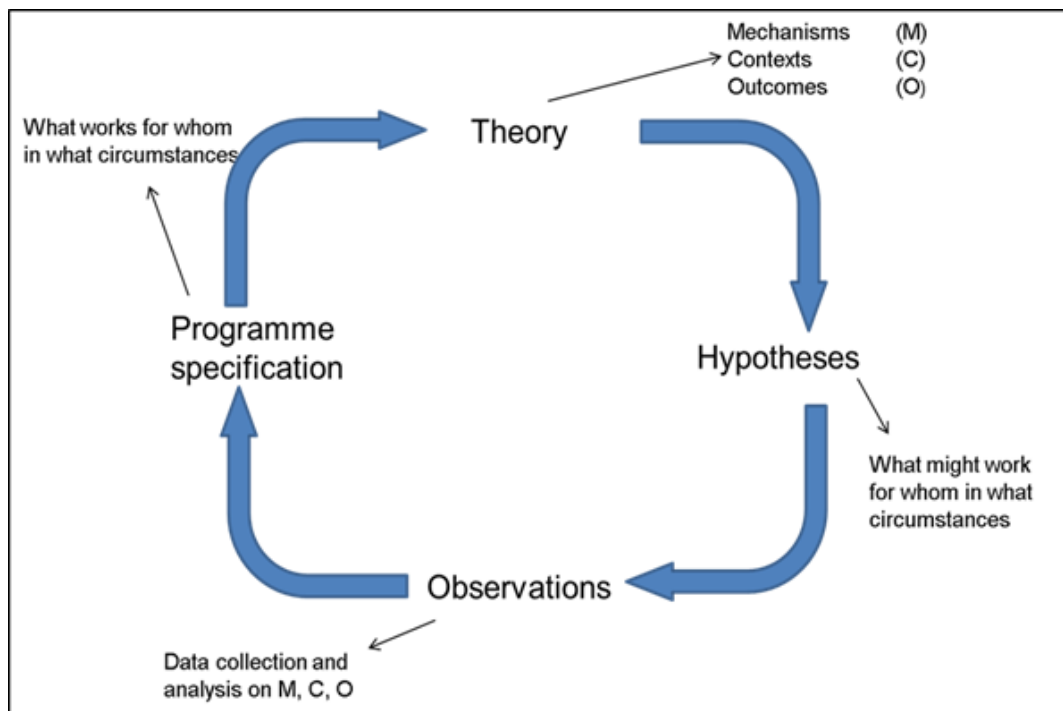 Mechanisms (M)
Contexts (C)
Outcomes (O)
Theory
What works for whom
in what circumstances
Programme
specification
Hypotheses
What might work
for whom in what
circumstances
Observations
Data collection and
analysis on M, C, O